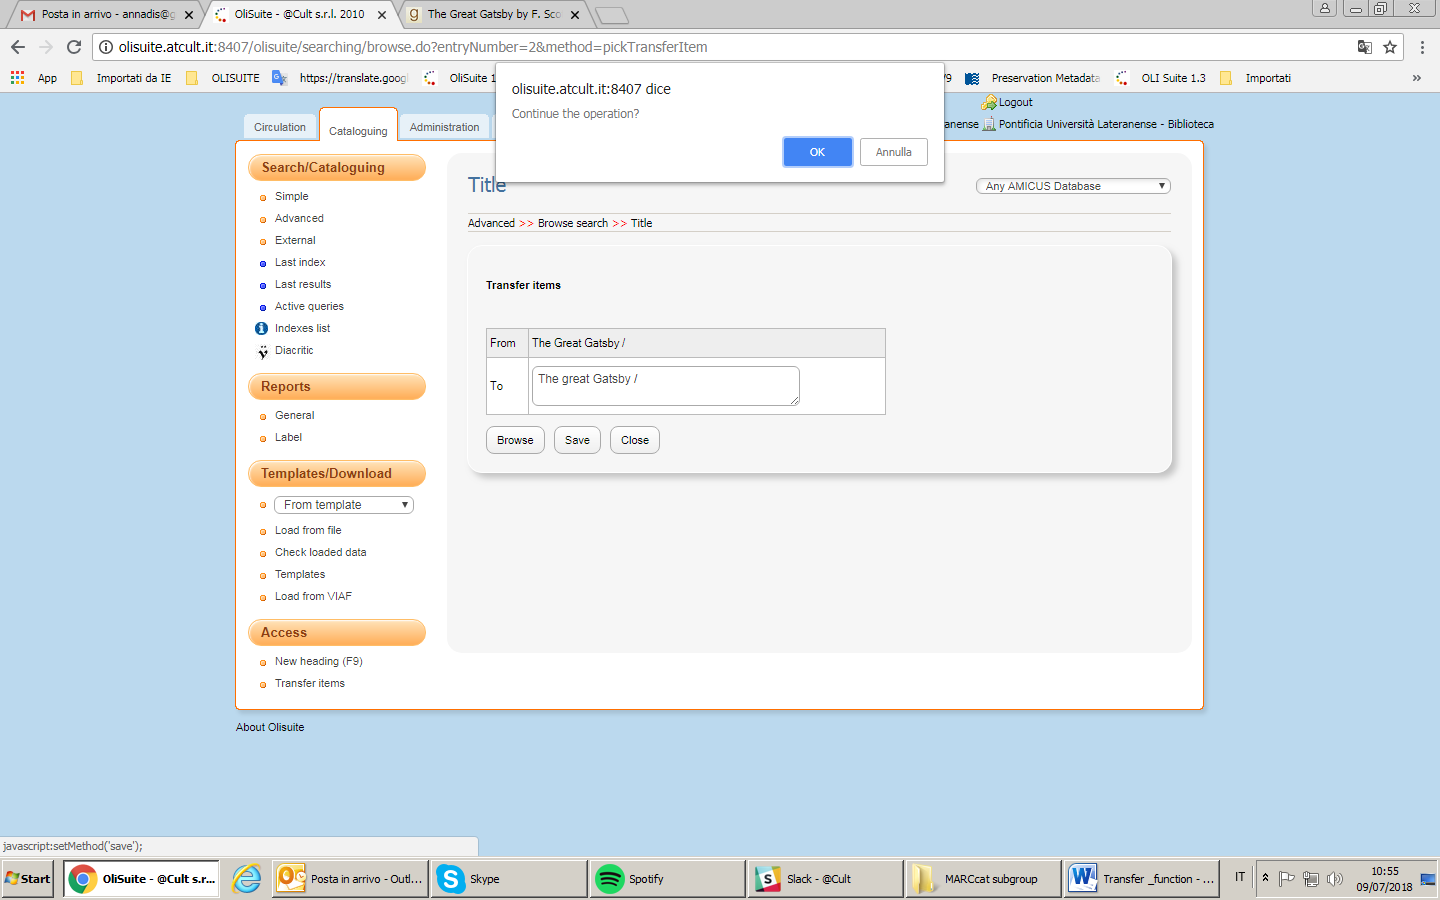 Posta in arrivo - annadis@g
OliSuite - @Cult s.r.l. 2010
The Great Gatsby by F. Sco
olisuite.atcult.it:8407/olisuite/searching/browse.do?entryNumber=2&method=pickTransferItem
App
Importati da IE
OLISUITE
https://translate.goog
OliSuite 1
/9
Preservation Metadata
OLI Suite 1.3
Importati
»
olisuite.atcult.it:8407 dice
Continue the operation?
OK
Annulla
Logout
anense
Pontificia Università Lateranense - Biblioteca
Circulation
Cataloguing
Administration
Search/Cataloguing
Simple
Advanced
External
Last index
Last results
Active queries
Indexes list
Diacritic
Reports
General
Label
Templates/Download
From template
Load from file
Check loaded data
Templates
Load from VIAF
Access
New heading (F9)
Transfer items
Title
Any AMICUS Database
Advanced >> Browse search >> Title
Transfer items
From
The Great Gatsby /
To
The great Gatsby /
Browse
Save
Close
About Olisuite
javascript:setMethod('save');
Start
OliSuite - @Cult s.r...
Posta in arrivo - Outl...
Skype
Spotify
Slack - @Cult
MARCcat subgroup
Transfer _function - ...
IT
10:55
09/07/2018